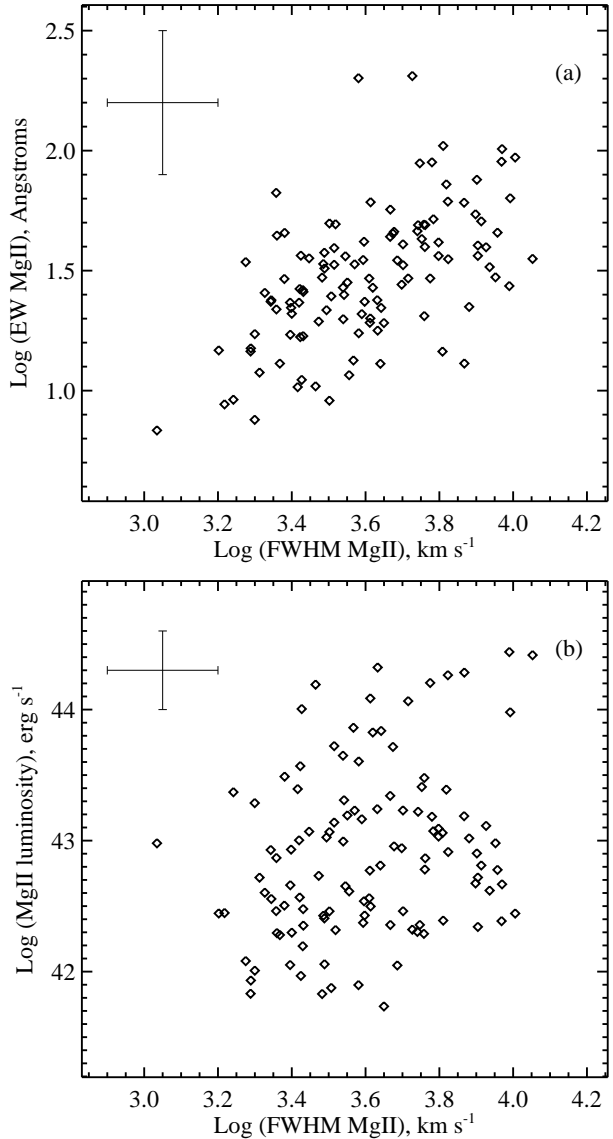 (a)
Log (EW MgII), Angstroms
2.5
2.0
1.5
1.0
3.0 3.2 3.4 3.6 3.8 4.0 4.2
Log (FWHM MgII), km s⁻¹
(b)
Log (MgII luminosity), erg s⁻¹
44
43
42
3.0 3.2 3.4 3.6 3.8 4.0 4.2
Log (FWHM MgII), km s⁻¹